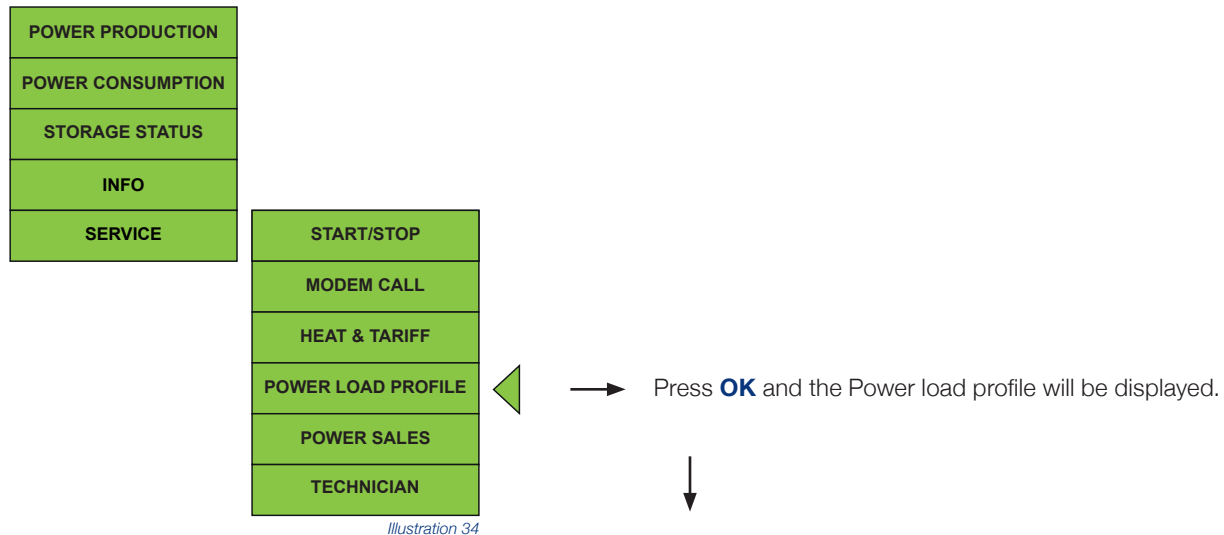 POWER PRODUCTION
POWER CONSUMPTION
STORAGE STATUS
INFO
SERVICE
START/STOP
MODEM CALL
HEAT & TARIFF
POWER LOAD PROFILE
Press OK and the Power load profile will be displayed.
POWER SALES
TECHNICIAN
Illustration 34